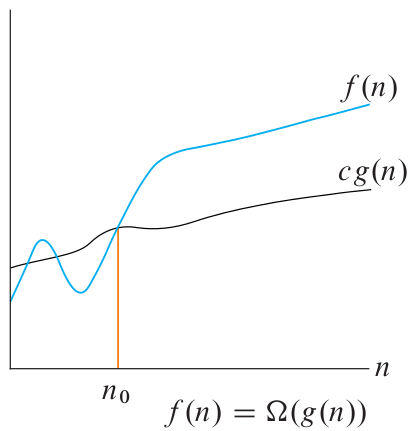 f(n)
cg(n)
n
n₀
f(n) = Ω(g(n))